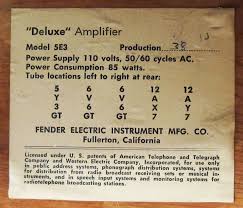 "Deluxe" Amplifier
Model 5E3 Production 38
Power Supply 110 volts, 50/60 cycles AC.
Power Consumption 85 watts.
Tube locations left to right at rear:
5 6 6 12 12
Y V V A A
3 6 6 X Y
GT GT GT 7 7
FENDER ELECTRIC INSTRUMENT MFG. CO.
Fullerton, California
Licensed under U. S. patents of American Telephone and Telegraph
Company and Western Electric Company, Incorporated, for use only
in public address systems, phonograph distribution systems, systems for
distribution from radio broadcast receiving sets or musical instru-
ments, and in speech input systems and monitoring systems for
radiotelephone broadcasting stations.